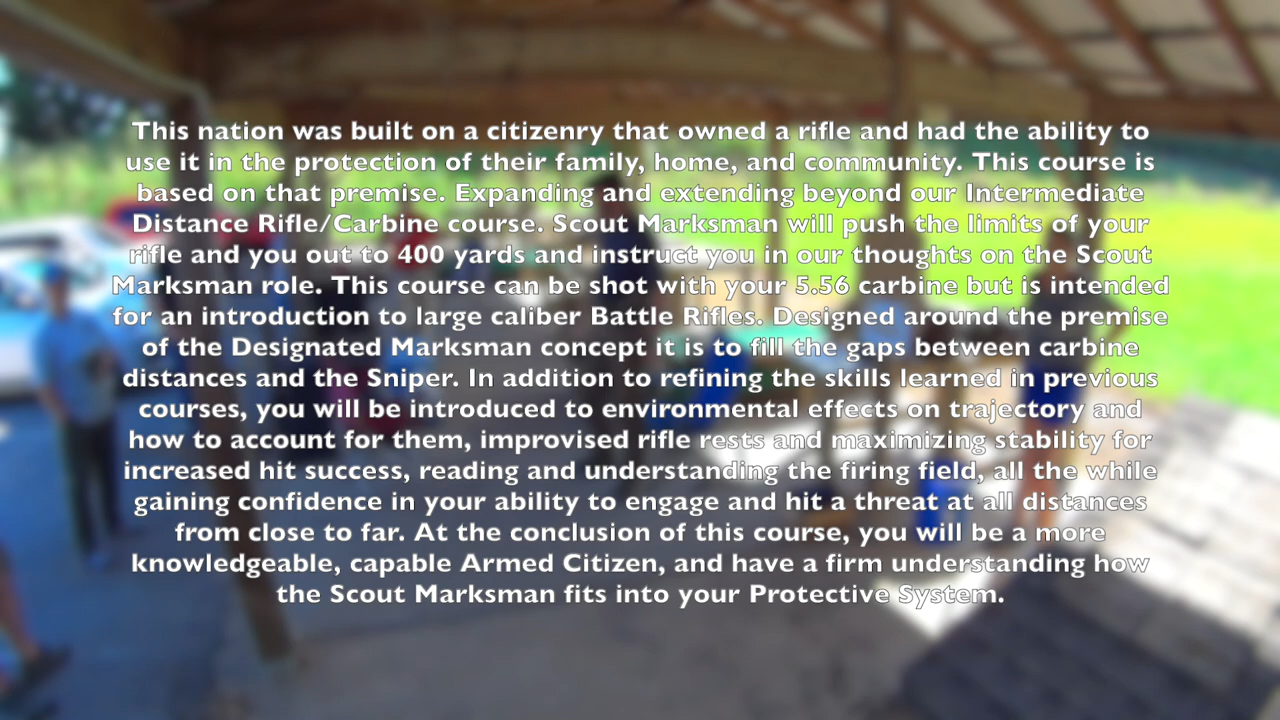 This nation was built on a citizenry that owned a rifle and had the ability to
use it in the protection of their family, home, and community. This course is
based on that premise. Expanding and extending beyond our Intermediate
Distance Rifle/Carbine course. Scout Marksman will push the limits of your
rifle and you out to 400 yards and instruct you in our thoughts on the Scout
Marksman role. This course can be shot with your 5.56 carbine but is intended
for an introduction to large caliber Battle Rifles. Designed around the premise
of the Designated Marksman concept it is to fill the gaps between carbine
distances and the Sniper. In addition to refining the skills learned in previous
courses, you will be introduced to environmental effects on trajectory and
how to account for them, improvised rifle rests and maximizing stability for
increased hit success, reading and understanding the firing field, all the while
gaining confidence in your ability to engage and hit a threat at all distances
from close to far. At the conclusion of this course, you will be a more
knowledgeable, capable Armed Citizen, and have a firm understanding how
the Scout Marksman fits into your Protective System.